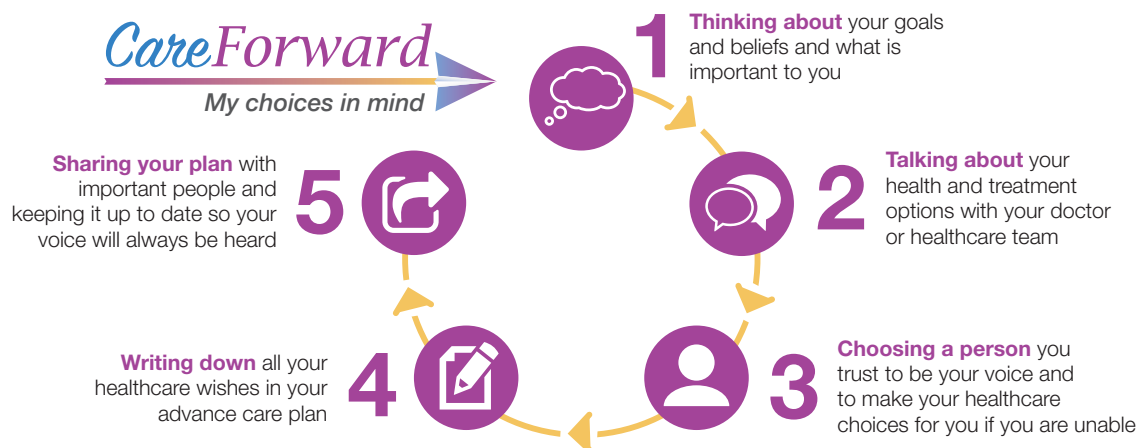 CareForward
My choices in mind
1
Thinking about your goals
and beliefs and what is
important to you
2
Talking about your
health and treatment
options with your doctor
or healthcare team
3
Choosing a person you
trust to be your voice and
to make your healthcare
choices for you if you are unable
4
Writing down all your
healthcare wishes in your
advance care plan
5
Sharing your plan with
important people and
keeping it up to date so your
voice will always be heard